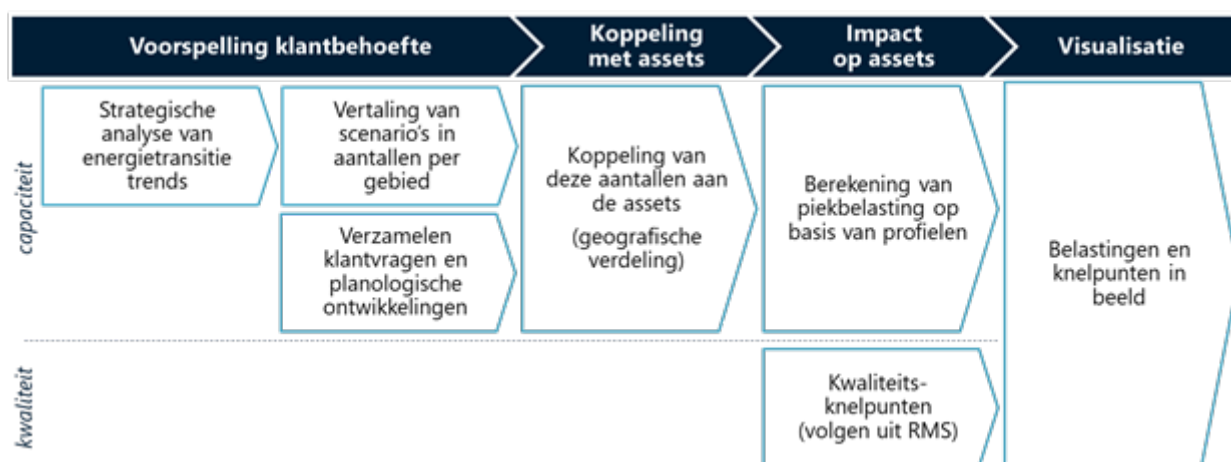 Voorspelling klantbehoefte
Koppeling
met assets
Impact
op assets
Visualisatie
capaciteit
Strategische
analyse van
energietransitie
trends
Vertaling van
scenario's in
aantallen per
gebied
Verzamelen
klantvragen en
planologische
ontwikkelingen
Koppeling van
deze aantallen aan
de assets
(geografische
verdeling)
Berekening van
piekbelasting op
basis van profielen
Belastingen en
knelpunten in
beeld
kwaliteit
Kwaliteits-
knelpunten
(volgen uit RMS)